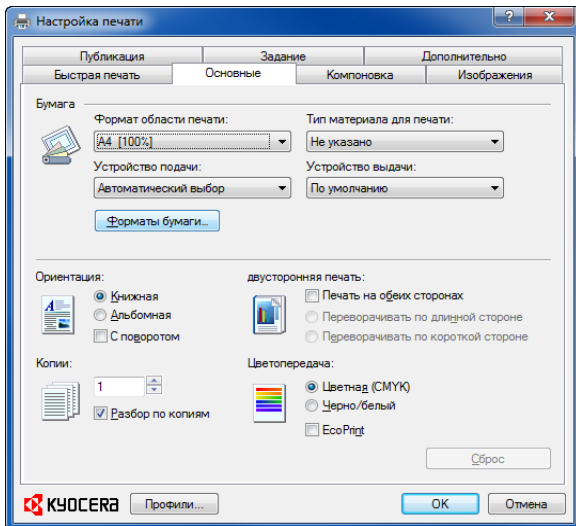 Настройка печати
Публикация Задание Дополнительно
Быстрая печать Основные Компоновка Изображения
Бумага
Формат области печати: Тип материала для печати:
A4 [100%] Не указано
Устройство подачи: Устройство выдачи:
Автоматический выбор По умолчанию
Форматы бумаги...
Ориентация: двусторонняя печать:
Книжная Печать на обеих сторонах
Альбомная Переворачивать по длинной стороне
С поворотом Переворачивать по короткой стороне
Копии: Цветопередача:
1 Цветная (CMYK)
Черно/белый
Разбор по копиям
EcoPrint
Сброс
KYOCERA Профили... OK Отмена